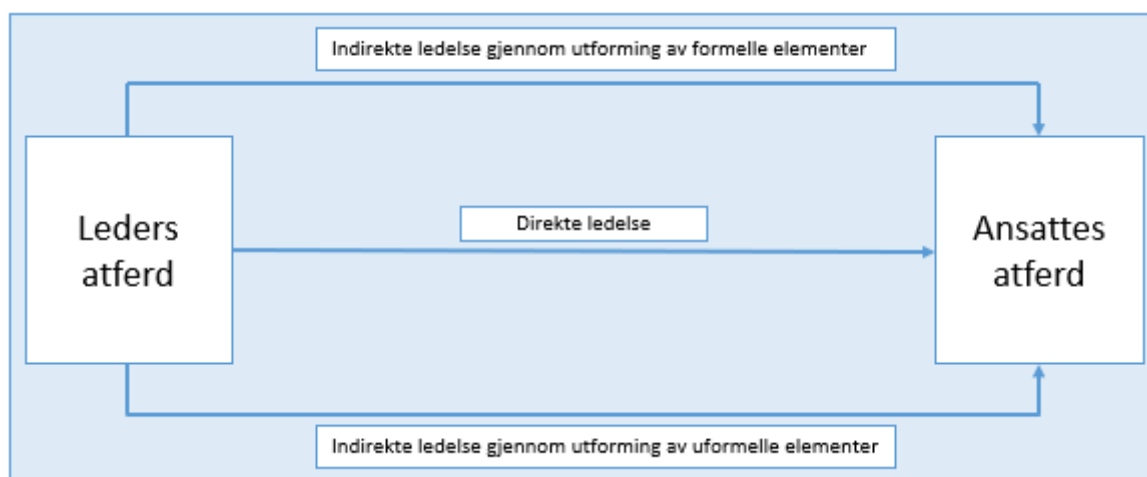 Indirekte ledelse gjennom utforming av formelle elementer
Leders
atferd
Direkte ledelse
Ansattes
atferd
Indirekte ledelse gjennom utforming av uformelle elementer